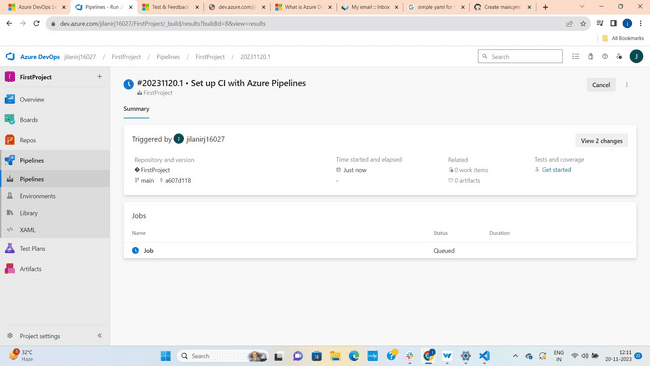 Azure DevOps Se
Pipelines - Run J
Test & Feedback
dev.azure.com/ji
What is Azure De
My email :: Inbox
simple yaml for t
Create main.yml
dev.azure.com/jilanirj16027/FirstProject/_build/results?buildId=8&view=results
All Bookmarks
Azure DevOps jilanirj16027 / FirstProject / Pipelines / FirstProject / 20231120.1
Search
J
FirstProject
Overview
Boards
Repos
Pipelines
Pipelines
Environments
Library
XAML
Test Plans
Artifacts
Project settings
#20231120.1 • Set up CI with Azure Pipelines
FirstProject
Cancel
Summary
Triggered by J jilanirj16027
View 2 changes
Repository and version
FirstProject
main a607d118
Time started and elapsed
Just now
-
Related
0 work items
0 artifacts
Tests and coverage
Get started
Jobs
Name Status Duration
Job Queued
32°C
Haze
Search
ENG
IN
12:11
20-11-2023